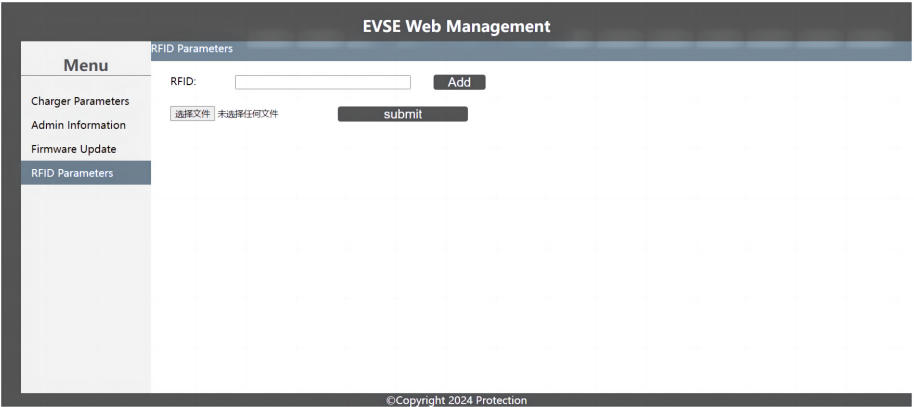 EVSE Web Management
RFID Parameters
Menu
Charger Parameters
Admin Information
Firmware Update
RFID Parameters
RFID: Add
选择文件 未选择任何文件 submit
©Copyright 2024 Protection